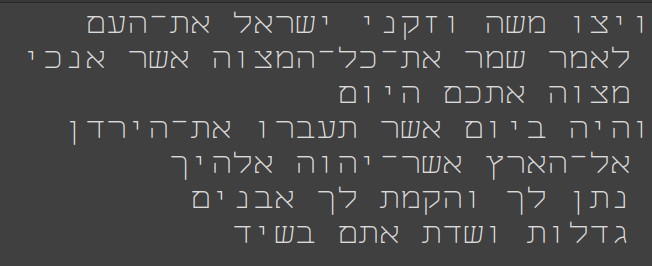 ויצו משה וזקני ישראל את־העם
לאמר שמר את־כל־המצוה אשר אנכי
מצוה אתכם היום
והיה ביום אשר תעברו את־הירדן
אל־הארץ אשר־יהוה אלהיך
נתן לך והקמת לך אבנים
גדלות ושדת אתם בשיד